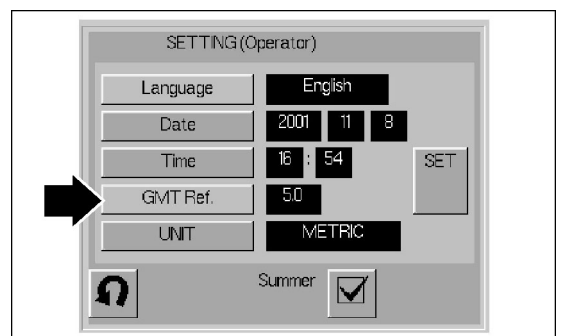 SETTING (Operator)
Language English
Date 2001 11 8
Time 16 : 54 SET
GMT Ref. 5.0
UNIT METRIC
Summer